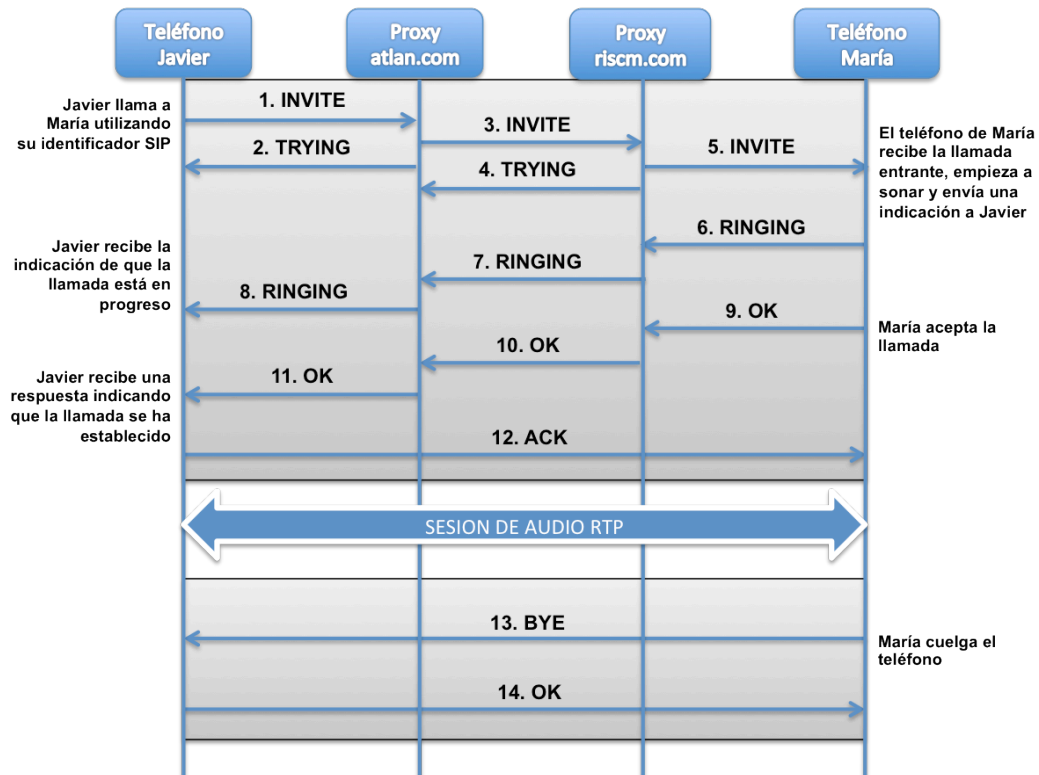 Teléfono
Javier
Proxy
atlan.com
Proxy
riscm.com
Teléfono
María
Javier llama a
María utilizando
su identificador SIP
1. INVITE
2. TRYING
3. INVITE
4. TRYING
5. INVITE
El teléfono de María
recibe la llamada
entrante, empieza a
sonar y envía una
indicación a Javier
6. RINGING
7. RINGING
8. RINGING
Javier recibe la
indicación de que la
llamada está en
progreso
9. OK
María acepta la
llamada
10. OK
11. OK
Javier recibe una
respuesta indicando
que la llamada se ha
establecido
12. ACK
SESION DE AUDIO RTP
13. BYE
María cuelga el
teléfono
14. OK